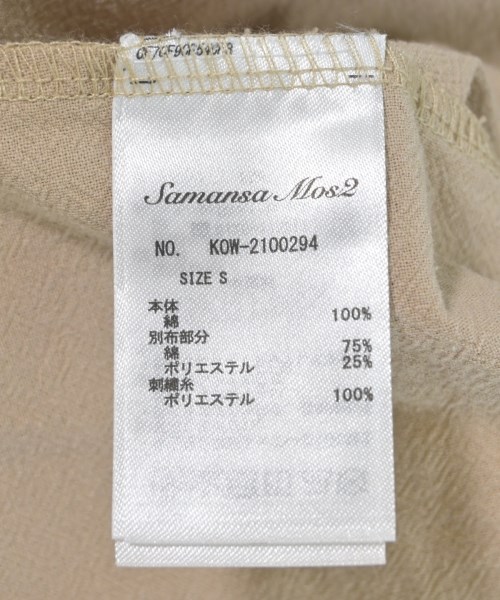 Samansa Mos2
NO. KOW-2100294
SIZE S
本体
綿 100%
別布部分
綿 75%
ポリエステル 25%
刺繍糸
ポリエステル 100%